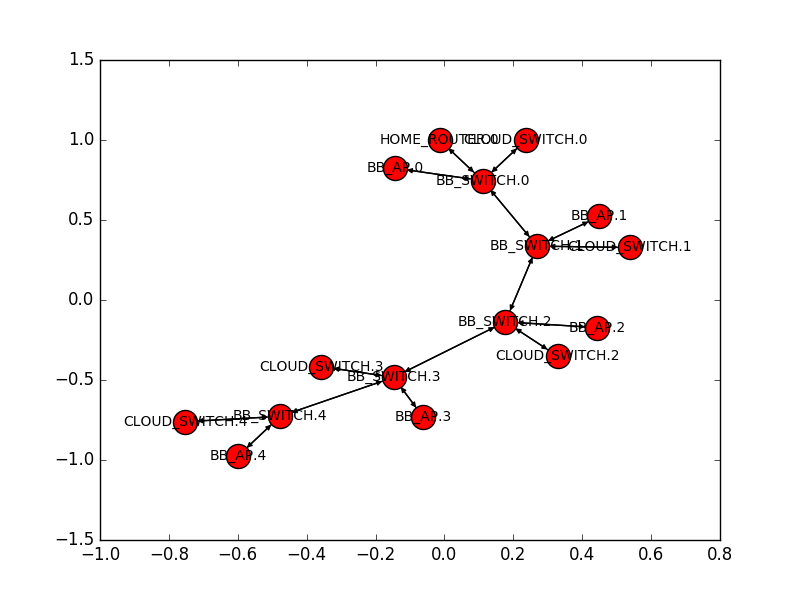 1.5
1.0
0.5
0.0
−0.5
−1.0
−1.5
HOME_ROUTER.0
CLOUD_SWITCH.0
BB_AP.0
BB_SWITCH.0
BB_AP.1
BB_SWITCH.1
CLOUD_SWITCH.1
BB_SWITCH.2
BB_AP.2
CLOUD_SWITCH.2
CLOUD_SWITCH.3
BB_SWITCH.3
BB_SWITCH.4
BB_AP.3
CLOUD_SWITCH.4
BB_AP.4
−1.0 −0.8 −0.6 −0.4 −0.2 0.0 0.2 0.4 0.6 0.8